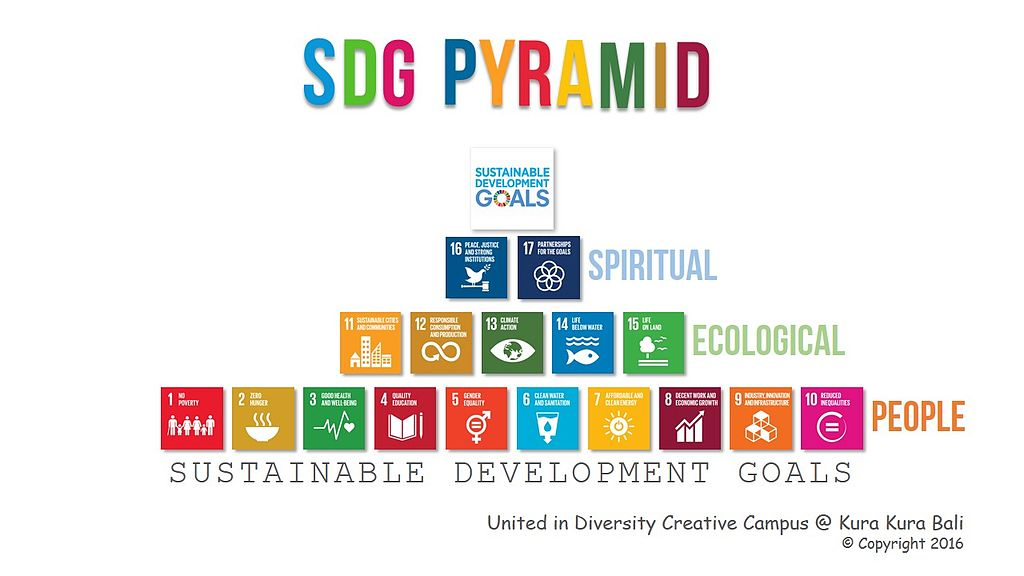 SDG PYRAMID
SUSTAINABLE
DEVELOPMENT
GOALS
16 PEACE, JUSTICE
AND STRONG
INSTITUTIONS
17 PARTNERSHIPS
FOR THE GOALS
SPIRITUAL
11 SUSTAINABLE CITIES
AND COMMUNITIES
12 RESPONSIBLE
CONSUMPTION
AND PRODUCTION
13 CLIMATE
ACTION
14 LIFE
BELOW WATER
15 LIFE
ON LAND
ECOLOGICAL
1 NO
POVERTY
2 ZERO
HUNGER
3 GOOD HEALTH
AND WELL-BEING
4 QUALITY
EDUCATION
5 GENDER
EQUALITY
6 CLEAN WATER
AND SANITATION
7 AFFORDABLE AND
CLEAN ENERGY
8 DECENT WORK AND
ECONOMIC GROWTH
9 INDUSTRY, INNOVATION
AND INFRASTRUCTURE
10 REDUCED
INEQUALITIES
PEOPLE
SUSTAINABLE DEVELOPMENT GOALS
United in Diversity Creative Campus @ Kura Kura Bali
© Copyright 2016